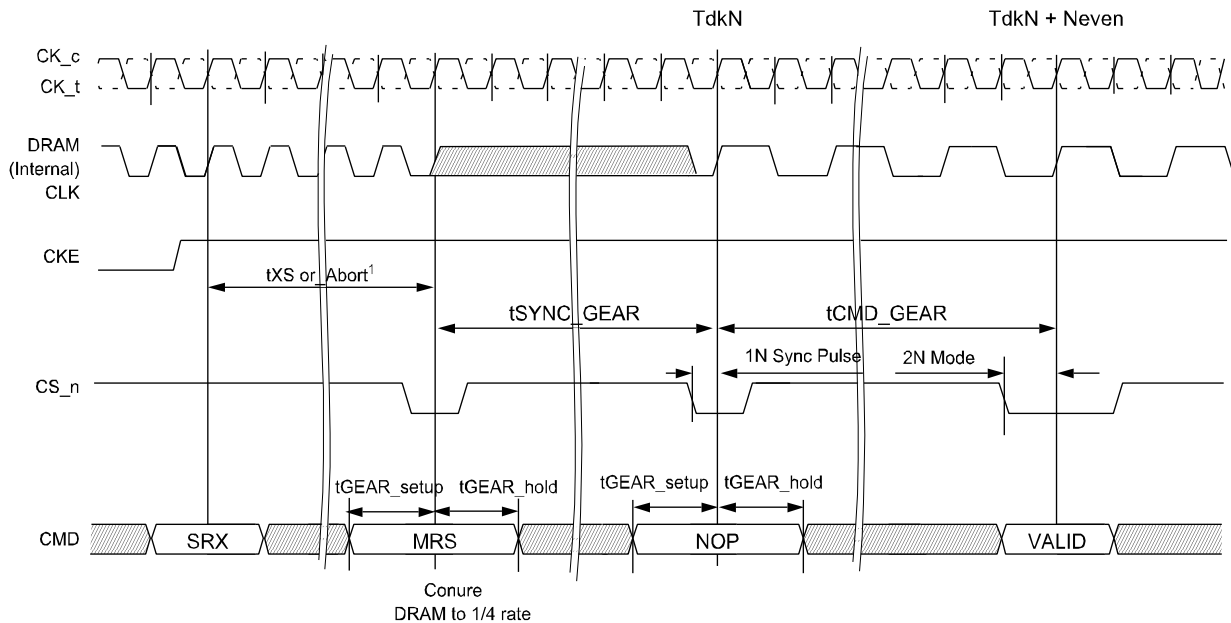 TdkN
TdkN + Neven
CK_c
CK_t
DRAM
(Internal)
CLK
CKE
tXS or_Abort¹
tSYNC_GEAR
tCMD_GEAR
1N Sync Pulse
2N Mode
CS_n
tGEAR_setup
tGEAR_hold
tGEAR_setup
tGEAR_hold
CMD
SRX
MRS
NOP
VALID
Conure
DRAM to 1/4 rate